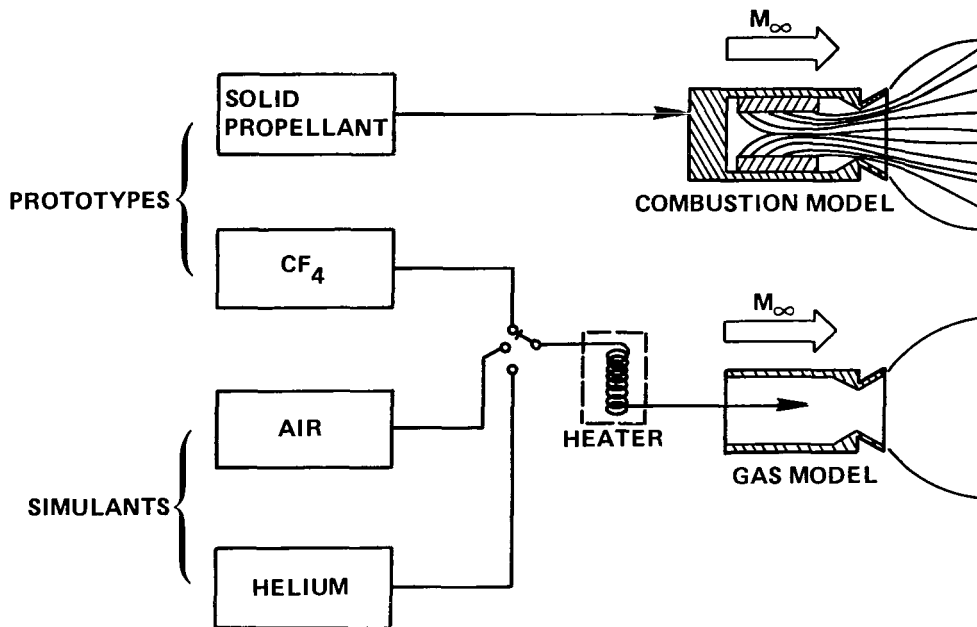 M∞
SOLID
PROPELLANT
COMBUSTION MODEL
PROTOTYPES
CF4
M∞
AIR
HEATER
GAS MODEL
SIMULANTS
HELIUM